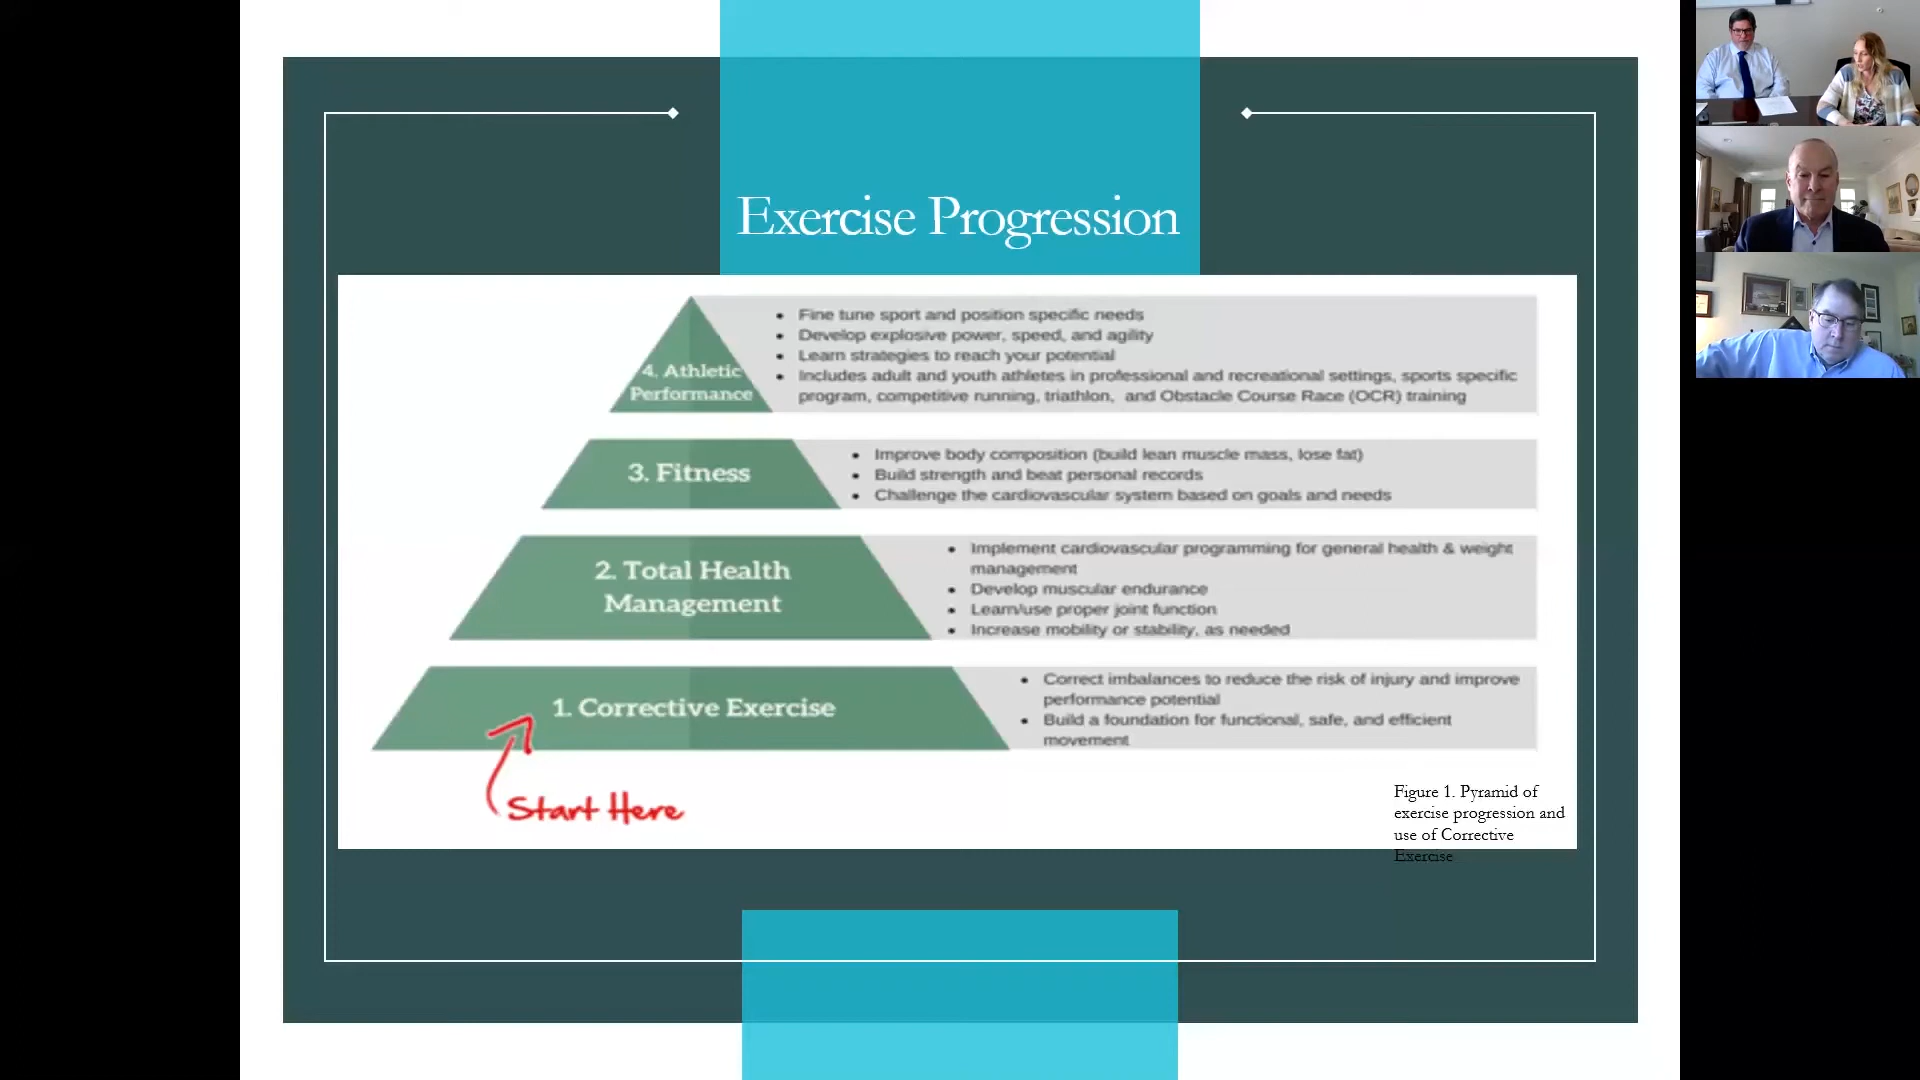 Exercise Progression
4. Athletic
Performance
• Fine tune sport and position specific needs
• Develop explosive power, speed, and agility
• Learn strategies to reach your potential
• Includes adult and youth athletes in professional and recreational settings, sports specific
program, competitive running, triathlon, and Obstacle Course Race (OCR) training
3. Fitness
• Improve body composition (build lean muscle mass, lose fat)
• Build strength and beat personal records
• Challenge the cardiovascular system based on goals and needs
2. Total Health
Management
• Implement cardiovascular programming for general health & weight
management
• Develop muscular endurance
• Learn/use proper joint function
• Increase mobility or stability, as needed
1. Corrective Exercise
• Correct imbalances to reduce the risk of injury and improve
performance potential
• Build a foundation for functional, safe, and efficient
movement
Start Here
Figure 1. Pyramid of
exercise progression and
use of Corrective
Exercise